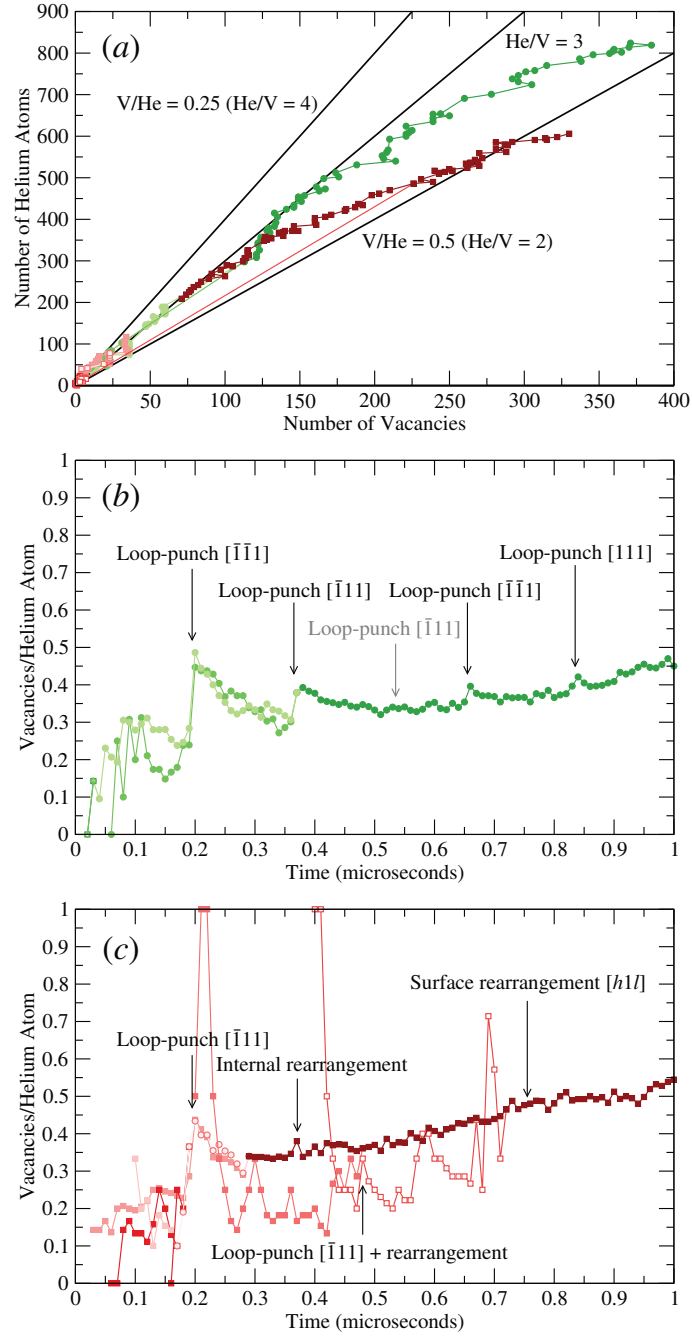 900
800
700
600
500
400
300
200
100
0
Number of Helium Atoms
(a)
He/V = 3
V/He = 0.25 (He/V = 4)
V/He = 0.5 (He/V = 2)
0 50 100 150 200 250 300 350 400
Number of Vacancies
1
0.9
0.8
0.7
0.6
0.5
0.4
0.3
0.2
0.1
0
Vacancies/Helium Atom
(b)
Loop-punch [1̄1̄1]
Loop-punch [111]
Loop-punch [1̄11] Loop-punch [1̄1̄1]
Loop-punch [1̄11]
0 0.1 0.2 0.3 0.4 0.5 0.6 0.7 0.8 0.9 1
Time (microseconds)
1
0.9
0.8
0.7
0.6
0.5
0.4
0.3
0.2
0.1
0
Vacancies/Helium Atom
(c)
Surface rearrangement [h1l]
Loop-punch [1̄11]
Internal rearrangement
Loop-punch [1̄11] + rearrangement
0 0.1 0.2 0.3 0.4 0.5 0.6 0.7 0.8 0.9 1
Time (microseconds)